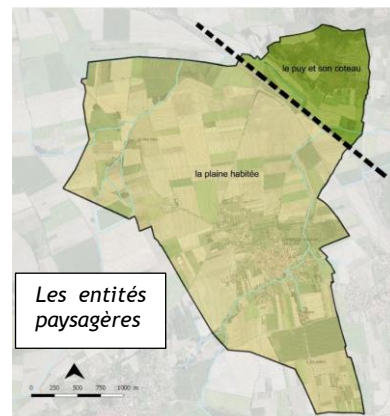 le puy et son coteau
la plaine habitée
Les entités
paysagères
0 250 500 750 1000 m